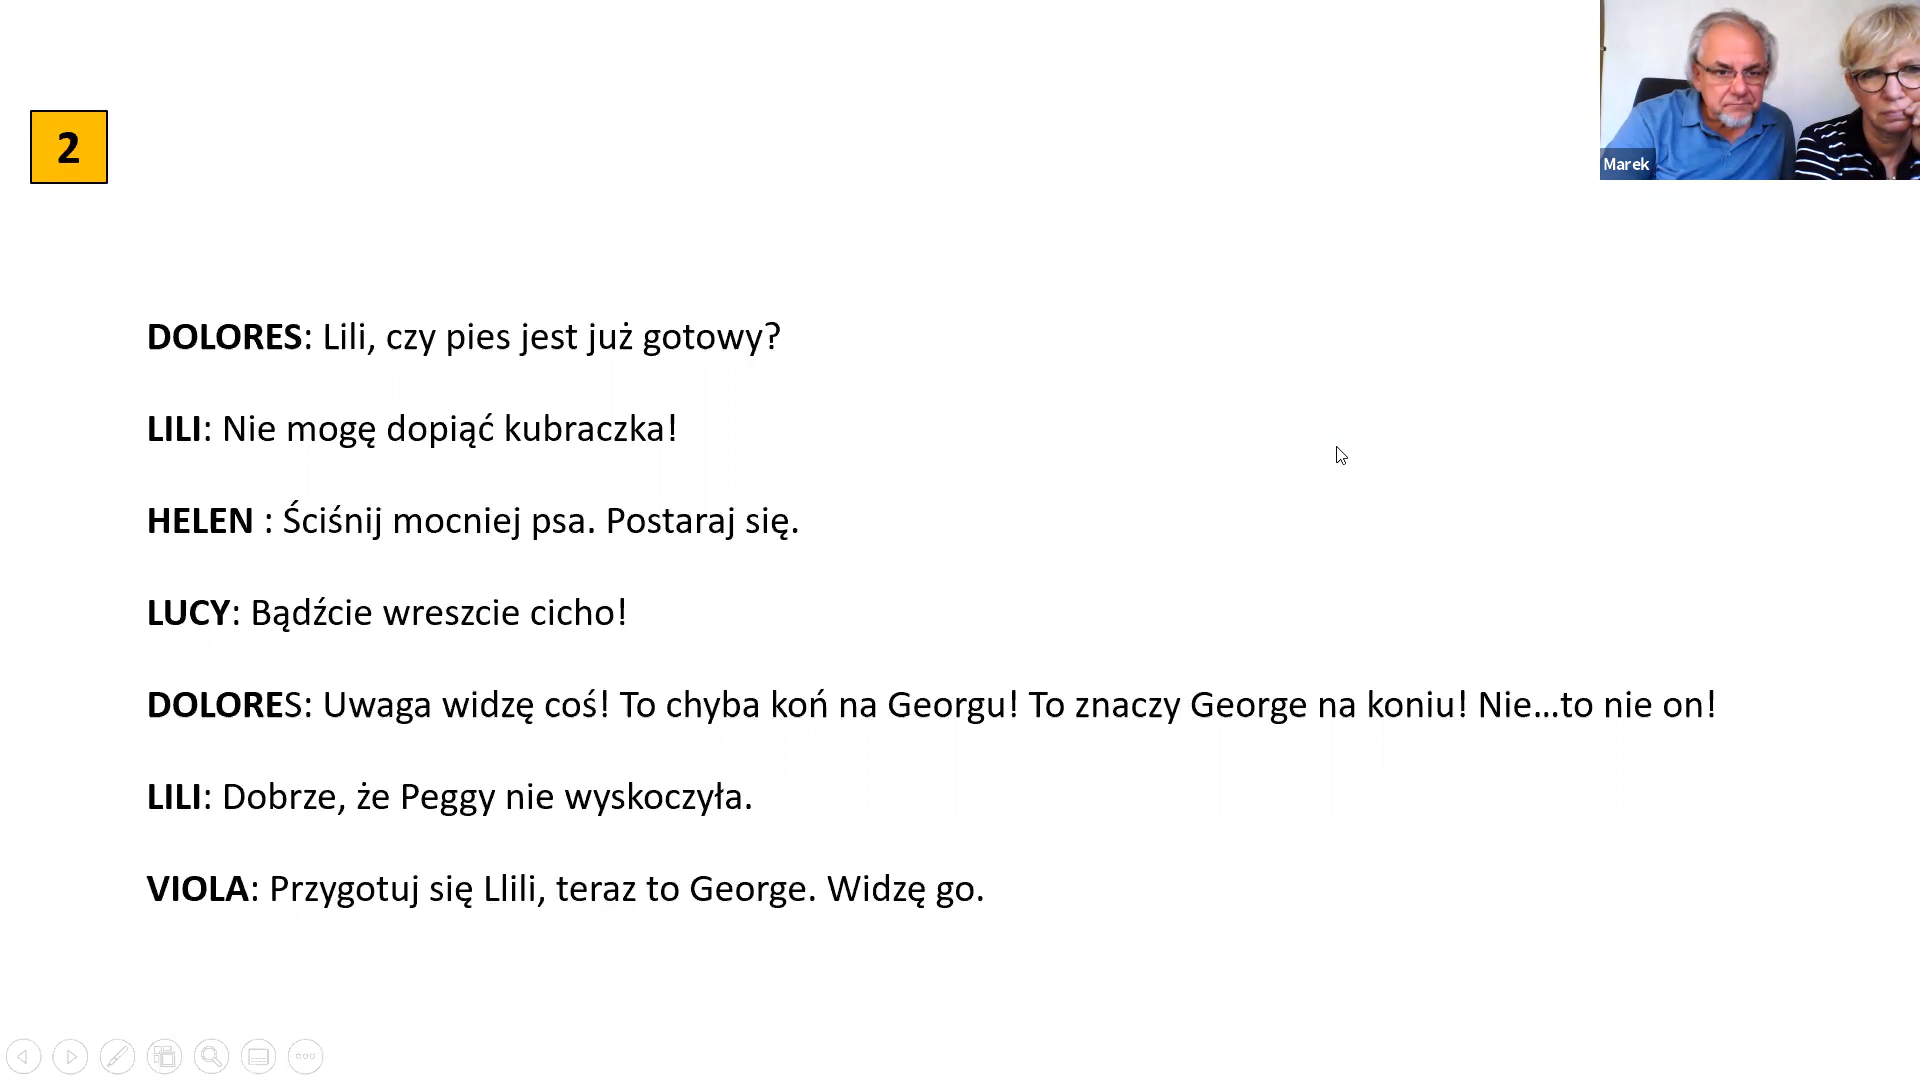 Marek
2
DOLORES: Lili, czy pies jest już gotowy?
LILI: Nie mogę dopiąć kubraczka!
HELEN : Ściśnij mocniej psa. Postaraj się.
LUCY: Bądźcie wreszcie cicho!
DOLORES: Uwaga widzę coś! To chyba koń na Georgu! To znaczy George na koniu! Nie...to nie on!
LILI: Dobrze, że Peggy nie wyskoczyła.
VIOLA: Przygotuj się Llili, teraz to George. Widzę go.